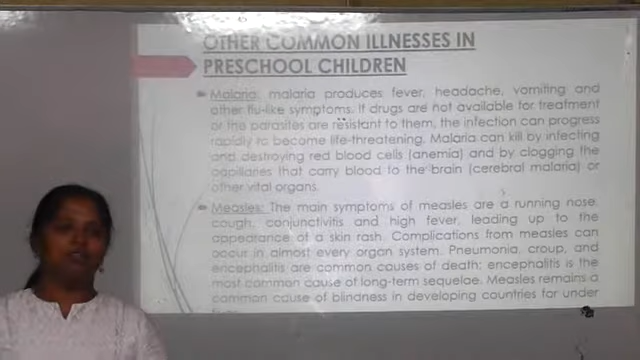 OTHER COMMON ILLNESSES IN
PRESCHOOL CHILDREN
Malaria: malaria produces fever, headache, vomiting and
other flu-like symptoms. If drugs are not available for treatment
or the parasites are resistant to them, the infection can progress
rapidly to become life-threatening. Malaria can kill by infecting
and destroying red blood cells (anemia) and by clogging the
capillaries that carry blood to the brain (cerebral malaria) or
other vital organs.
Measles: The main symptoms of measles are a running nose,
cough, conjunctivitis and high fever, leading up to the
appearance of a skin rash. Complications from measles can
occur in almost every organ system. Pneumonia, croup, and
encephalitis are common causes of death; encephalitis is the
most common cause of long-term sequelae. Measles remains a
common cause of blindness in developing countries for under